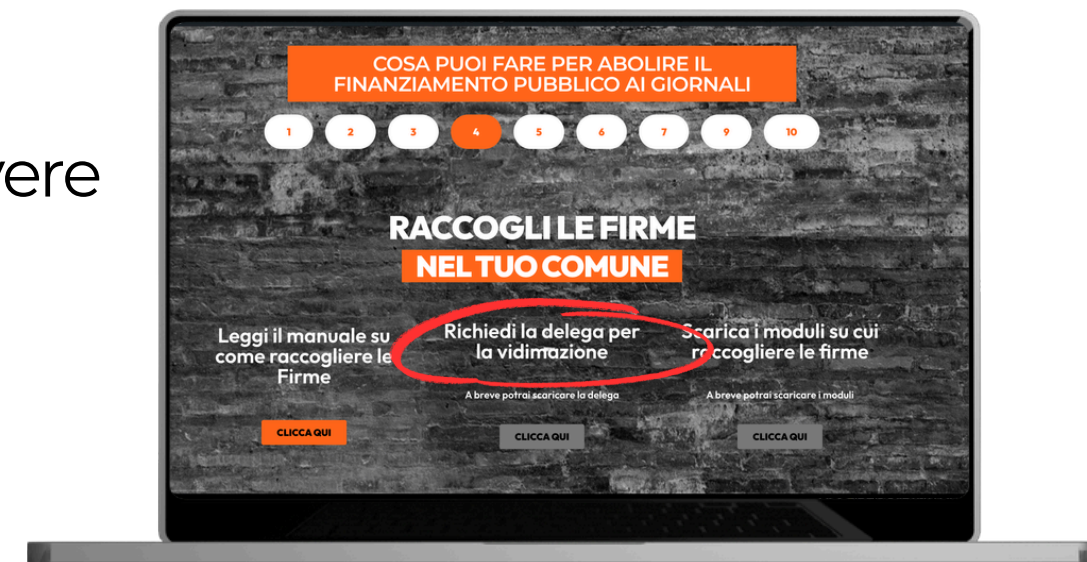 vere
COSA PUOI FARE PER ABOLIRE IL
FINANZIAMENTO PUBBLICO AI GIORNALI
1 2 3 4 5 6 7 9 10
RACCOGLI LE FIRME
NEL TUO COMUNE
Leggi il manuale su
come raccogliere le
Firme
CLICCA QUI
Richiedi la delega per
la vidimazione
A breve potrai scaricare la delega
CLICCA QUI
Scarica i moduli su cui
raccogliere le firme
A breve potrai scaricare i moduli
CLICCA QUI